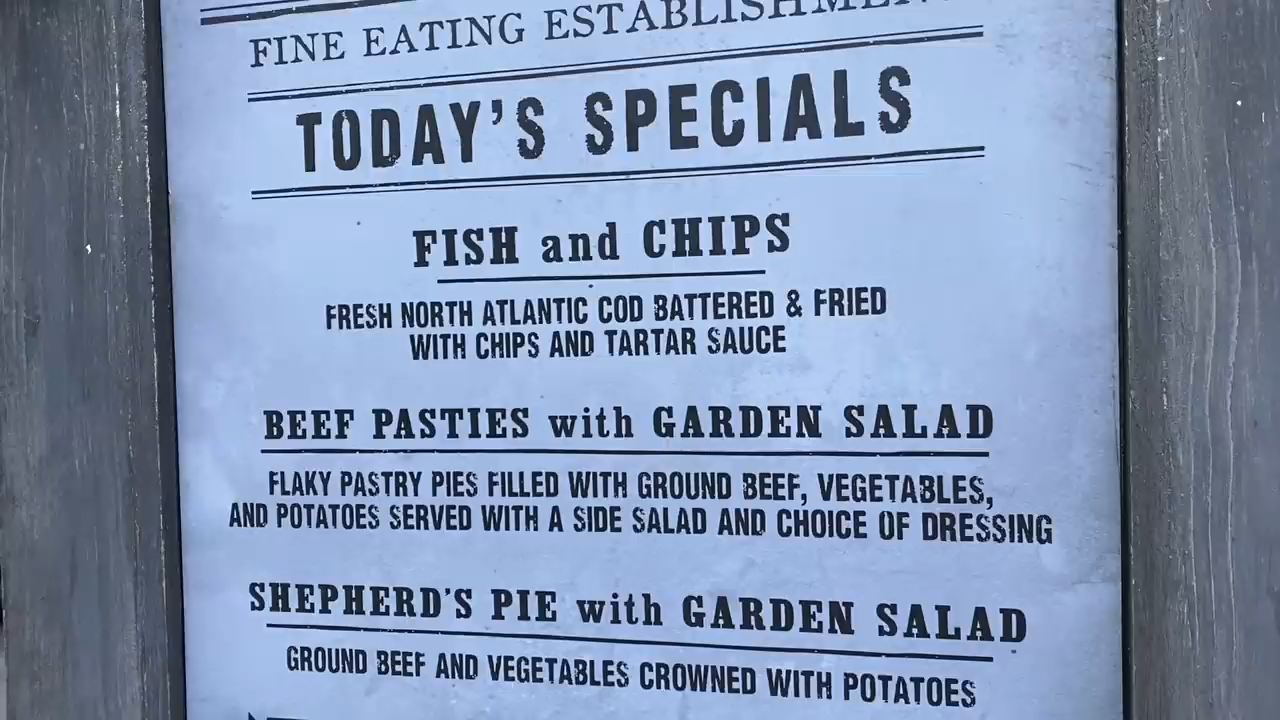 FINE EATING ESTABLISHMENT
TODAY'S SPECIALS
FISH and CHIPS
FRESH NORTH ATLANTIC COD BATTERED & FRIED
WITH CHIPS AND TARTAR SAUCE
BEEF PASTIES with GARDEN SALAD
FLAKY PASTRY PIES FILLED WITH GROUND BEEF, VEGETABLES,
AND POTATOES SERVED WITH A SIDE SALAD AND CHOICE OF DRESSING
SHEPHERD'S PIE with GARDEN SALAD
GROUND BEEF AND VEGETABLES CROWNED WITH POTATOES